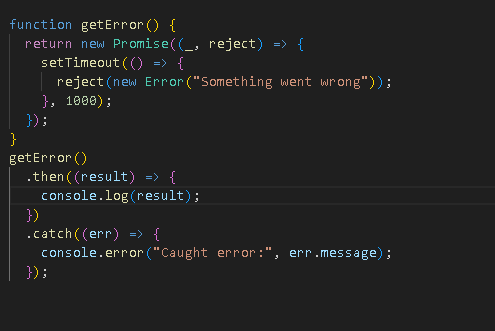 function getError() {
  return new Promise((_, reject) => {
    setTimeout(() => {
      reject(new Error("Something went wrong"));
    }, 1000);
  });
}
getError()
  .then((result) => {
    console.log(result);
  })
  .catch((err) => {
    console.error("Caught error:", err.message);
  });